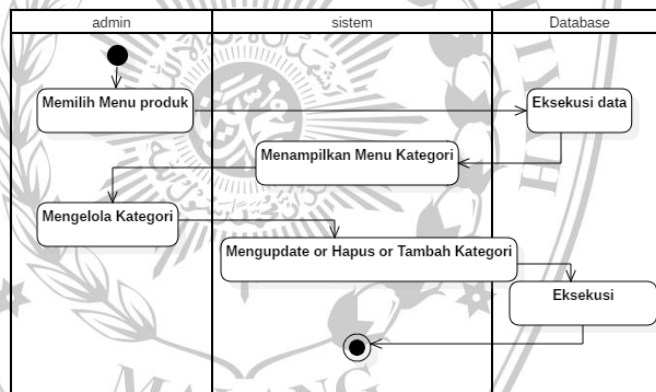 admin
sistem
Database
Memilih Menu produk
Eksekusi data
Menampilkan Menu Kategori
Mengelola Kategori
Mengupdate or Hapus or Tambah Kategori
Eksekusi
MALANG